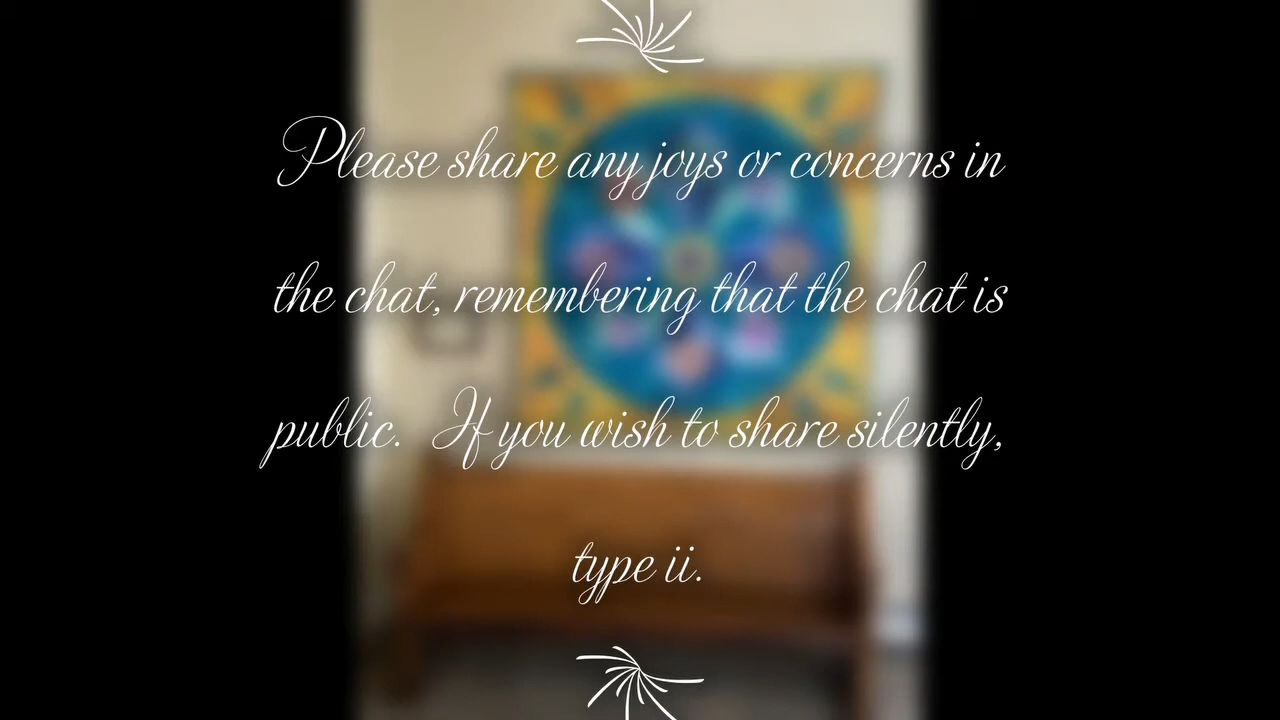 Please share any joys or concerns in
the chat, remembering that the chat is
public. If you wish to share silently,
type ii.